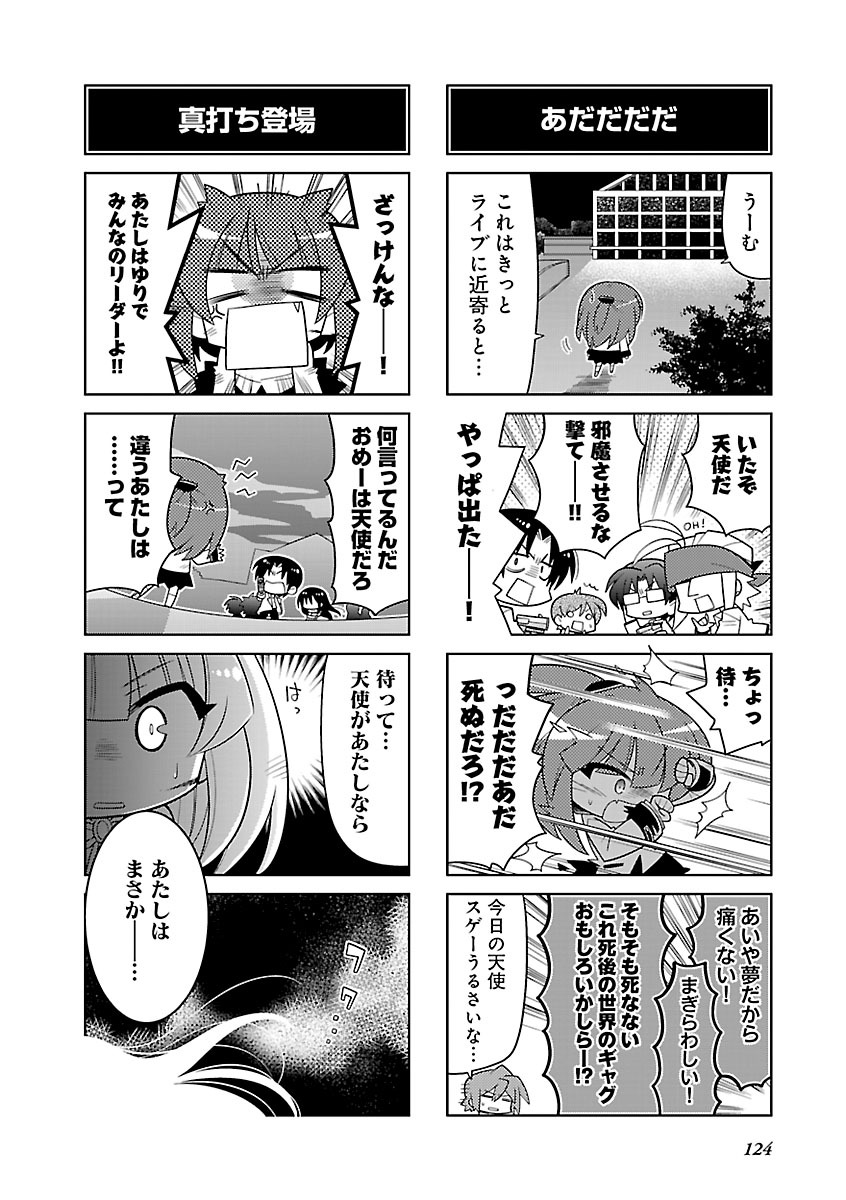 あだだだだ
うーむ
これはきっと
ライブに近寄ると…
いたぞ
天使だ
邪魔させるな
撃てー!!
OH!
やっぱ出たーー!
ちょっ
待…
っだだだあだ
死ぬだろ!?
あいや夢だから
痛くない!
まぎらわしい!
そもそも死なない
これ死後の世界のギャグ
おもしろいかしらー!?
今日の天使
スゲーうるさいな…
真打ち登場
ざっけんなーー!
あたしはゆりで
みんなのリーダーよ!!
何言ってるんだ
おめーは天使だろ
違うあたしは
……って
待って…
天使があたしなら
はっ
あたしは
まさかーー…
ククク…
124